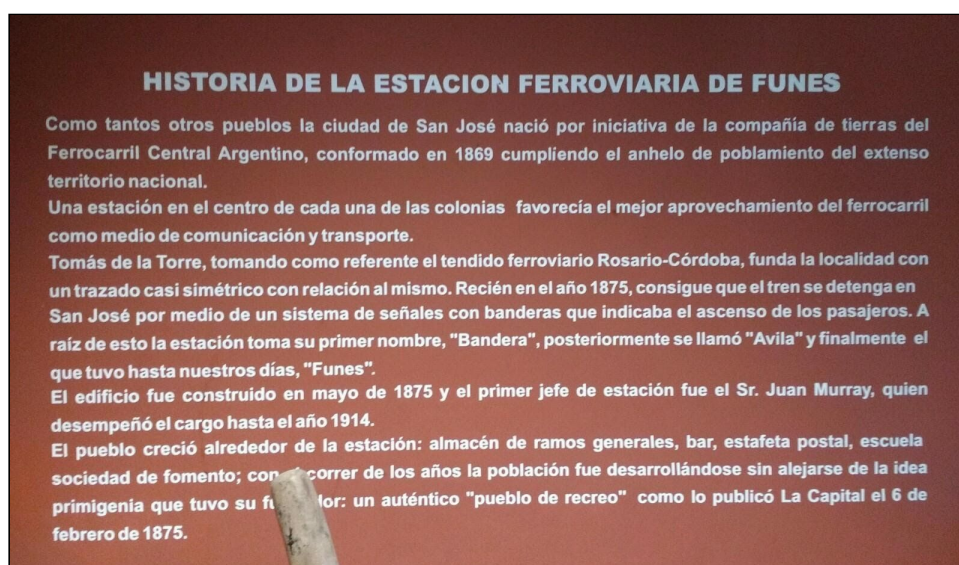 HISTORIA DE LA ESTACION FERROVIARIA DE FUNES
Como tantos otros pueblos la ciudad de San José nació por iniciativa de la compañía de tierras del
Ferrocarril Central Argentino, conformado en 1869 cumpliendo el anhelo de poblamiento del extenso
territorio nacional.
Una estación en el centro de cada una de las colonias favorecía el mejor aprovechamiento del ferrocarril
como medio de comunicación y transporte.
Tomás de la Torre, tomando como referente el tendido ferroviario Rosario-Córdoba, funda la localidad con
un trazado casi simétrico con relación al mismo. Recién en el año 1875, consigue que el tren se detenga en
San José por medio de un sistema de señales con banderas que indicaba el ascenso de los pasajeros. A
raíz de esto la estación toma su primer nombre, "Bandera", posteriormente se llamó "Avila" y finalmente el
que tuvo hasta nuestros días, "Funes".
El edificio fue construido en mayo de 1875 y el primer jefe de estación fue el Sr. Juan Murray, quien
desempeñó el cargo hasta el año 1914.
El pueblo creció alrededor de la estación: almacén de ramos generales, bar, estafeta postal, escuela
sociedad de fomento; con correr de los años la población fue desarrollándose sin alejarse de la idea
primigenia que tuvo su un auténtico "pueblo de recreo" como lo publicó La Capital el 6 de
febrero de 1875.